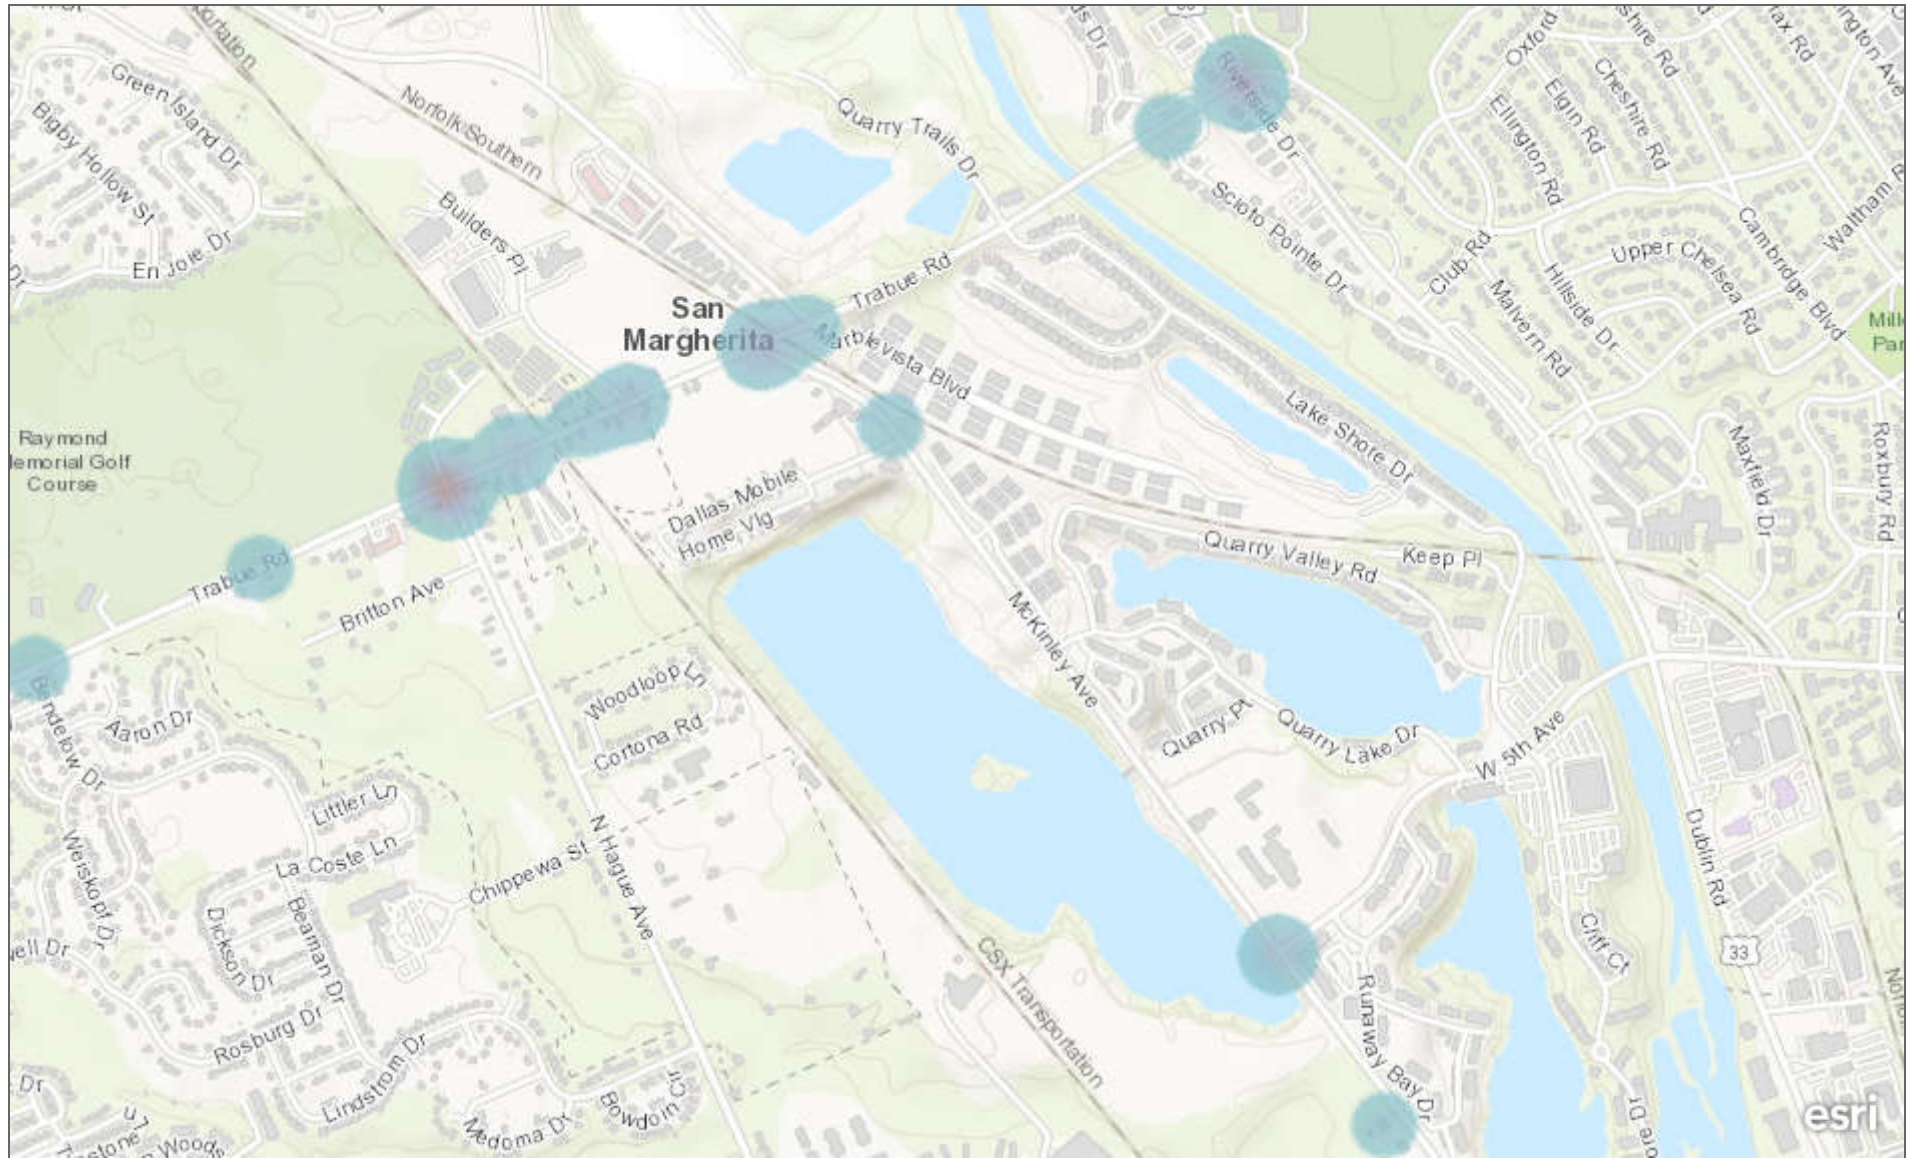 Green Island Dr
Bigby Hollow St
En Joie Dr
Norfolk Southern
Builders Pl
Quarry Trails Dr
Riverside Dr
Scioto Pointe Dr
Oxford
Ellington Rd
Elgin Rd
Cheshire Rd
Club Rd
Malvern Rd
Hillside Dr
Upper Chelsea Rd
Cambridge Blvd
Waltham
San
Margherita
Trabue Rd
Marblevista Blvd
Lake Shore Dr
Maxfield Dr
Roxbury Rd
Raymond
Golf
Course
Trabue Rd
Britton Ave
Dallas Mobile
Home Vlg
Quarry Valley Rd
Keep Pl
McKinley Ave
Quarry Pt
Quarry Lake Dr
W 5th Ave
Dublin Rd
33
Cliff Ct
Woodloop Ln
Cortona Rd
Bendelow Dr
Aaron Dr
Littler Ln
La Coste Ln
Weiskopf Dr
Dickson Dr
Beaman Dr
Chippewa St
N Hague Ave
Rosburg Dr
Lindstrom Dr
Medoma Dr
Bowdoin Ct
CSX Transportation
Runaway Bay Dr
Dr
Woods
esri